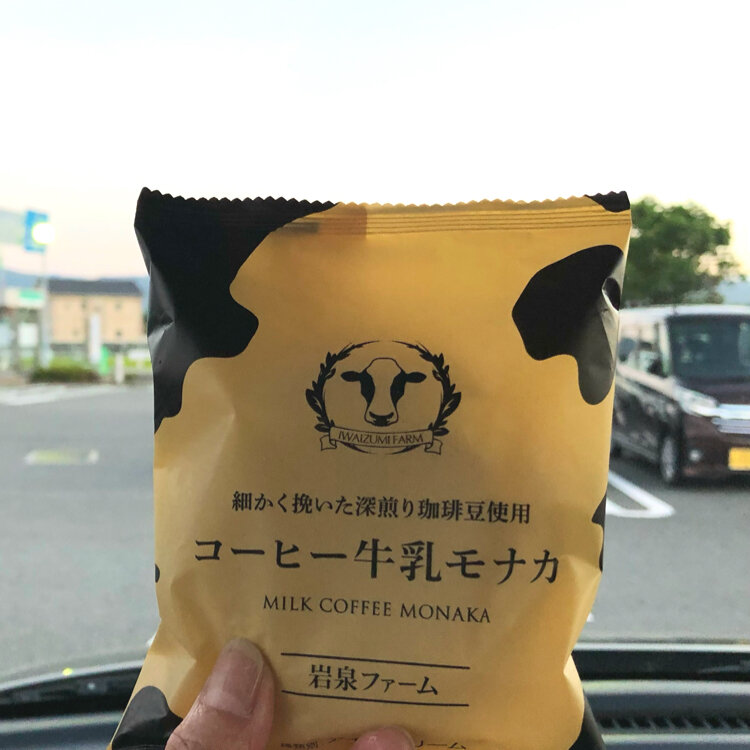 IWAIZUMI FARM
細かく挽いた深煎り珈琲豆使用
コーヒー牛乳モナカ
MILK COFFEE MONAKA
岩泉ファーム